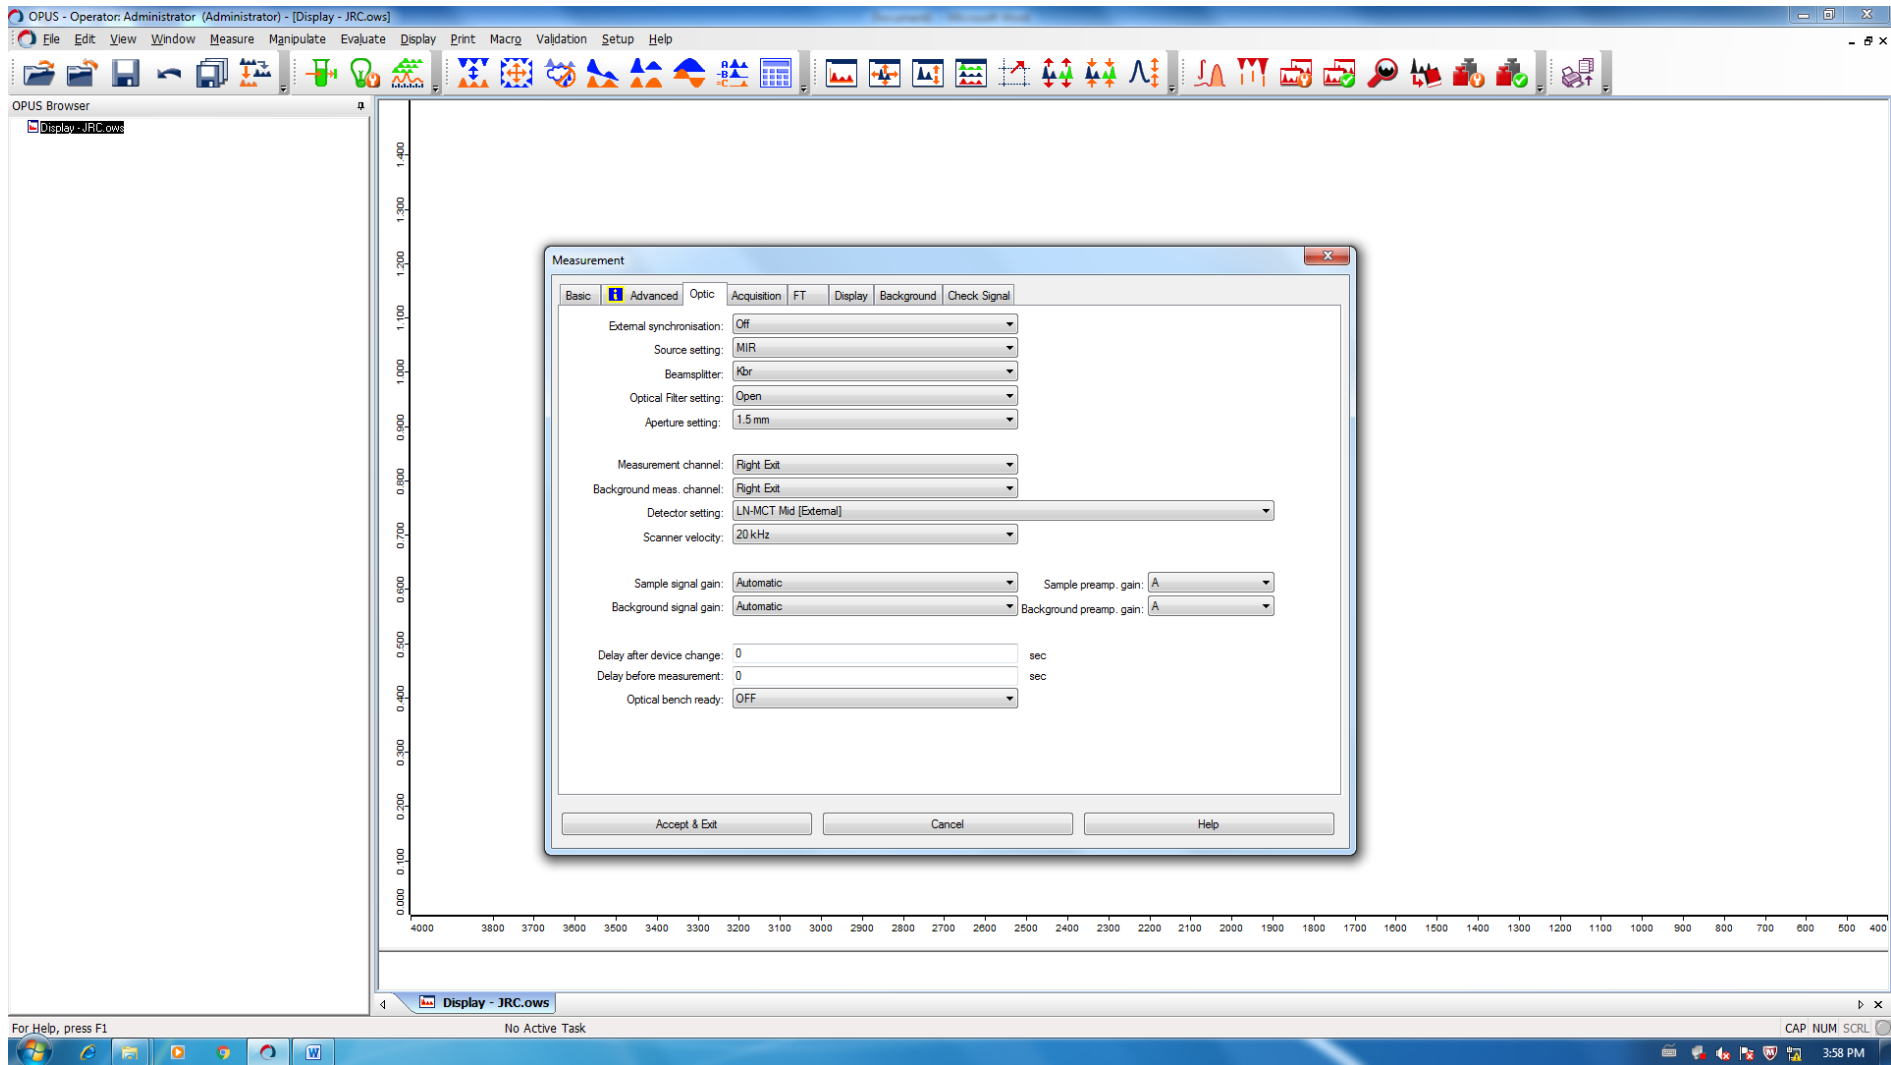 OPUS - Operator: Administrator (Administrator) - [Display - JRC.ows]
File Edit View Window Measure Manipulate Evaluate Display Print Macro Validation Setup Help
OPUS Browser
Display - JRC.ows
1.400
1.300
1.200
1.100
1.000
0.900
0.800
0.700
0.600
0.500
0.400
0.300
0.200
0.100
0.000
Measurement
Basic Advanced Optic Acquisition FT Display Background Check Signal
External synchronisation: Off
Source setting: MIR
Beamsplitter: Kbr
Optical Filter setting: Open
Aperture setting: 1.5 mm
Measurement channel: Right Exit
Background meas. channel: Right Exit
Detector setting: LN-MCT Mid [External]
Scanner velocity: 20 kHz
Sample signal gain: Automatic Sample preamp. gain: A
Background signal gain: Automatic Background preamp. gain: A
Delay after device change: 0 sec
Delay before measurement: 0 sec
Optical bench ready: OFF
Accept & Exit Cancel Help
4000 3800 3700 3600 3500 3400 3300 3200 3100 3000 2900 2800 2700 2600 2500 2400 2300 2200 2100 2000 1900 1800 1700 1600 1500 1400 1300 1200 1100 1000 900 800 700 600 500 400
Display - JRC.ows
For Help, press F1 No Active Task CAP NUM SCRL
3:58 PM